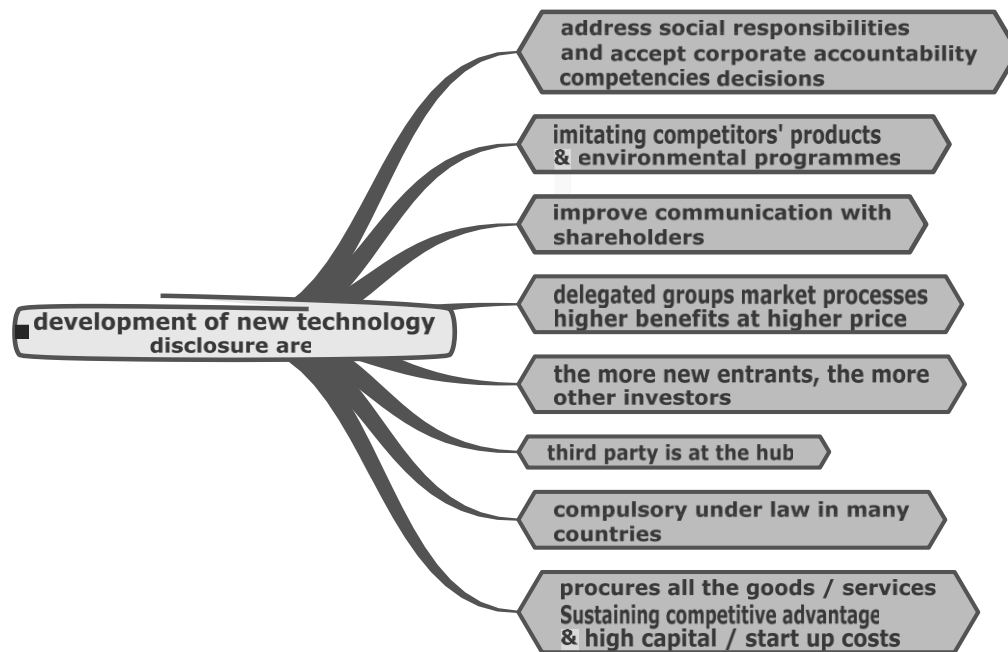 address social responsibilities
and accept corporate accountability
competencies decisions
imitating competitors' products
& environmental programmes
improve communication with
shareholders
development of new technology
disclosure are
delegated groups market processes
higher benefits at higher price
the more new entrants, the more
other investors
third party is at the hub
compulsory under law in many
countries
procures all the goods / services
Sustaining competitive advantage
& high capital / start up costs